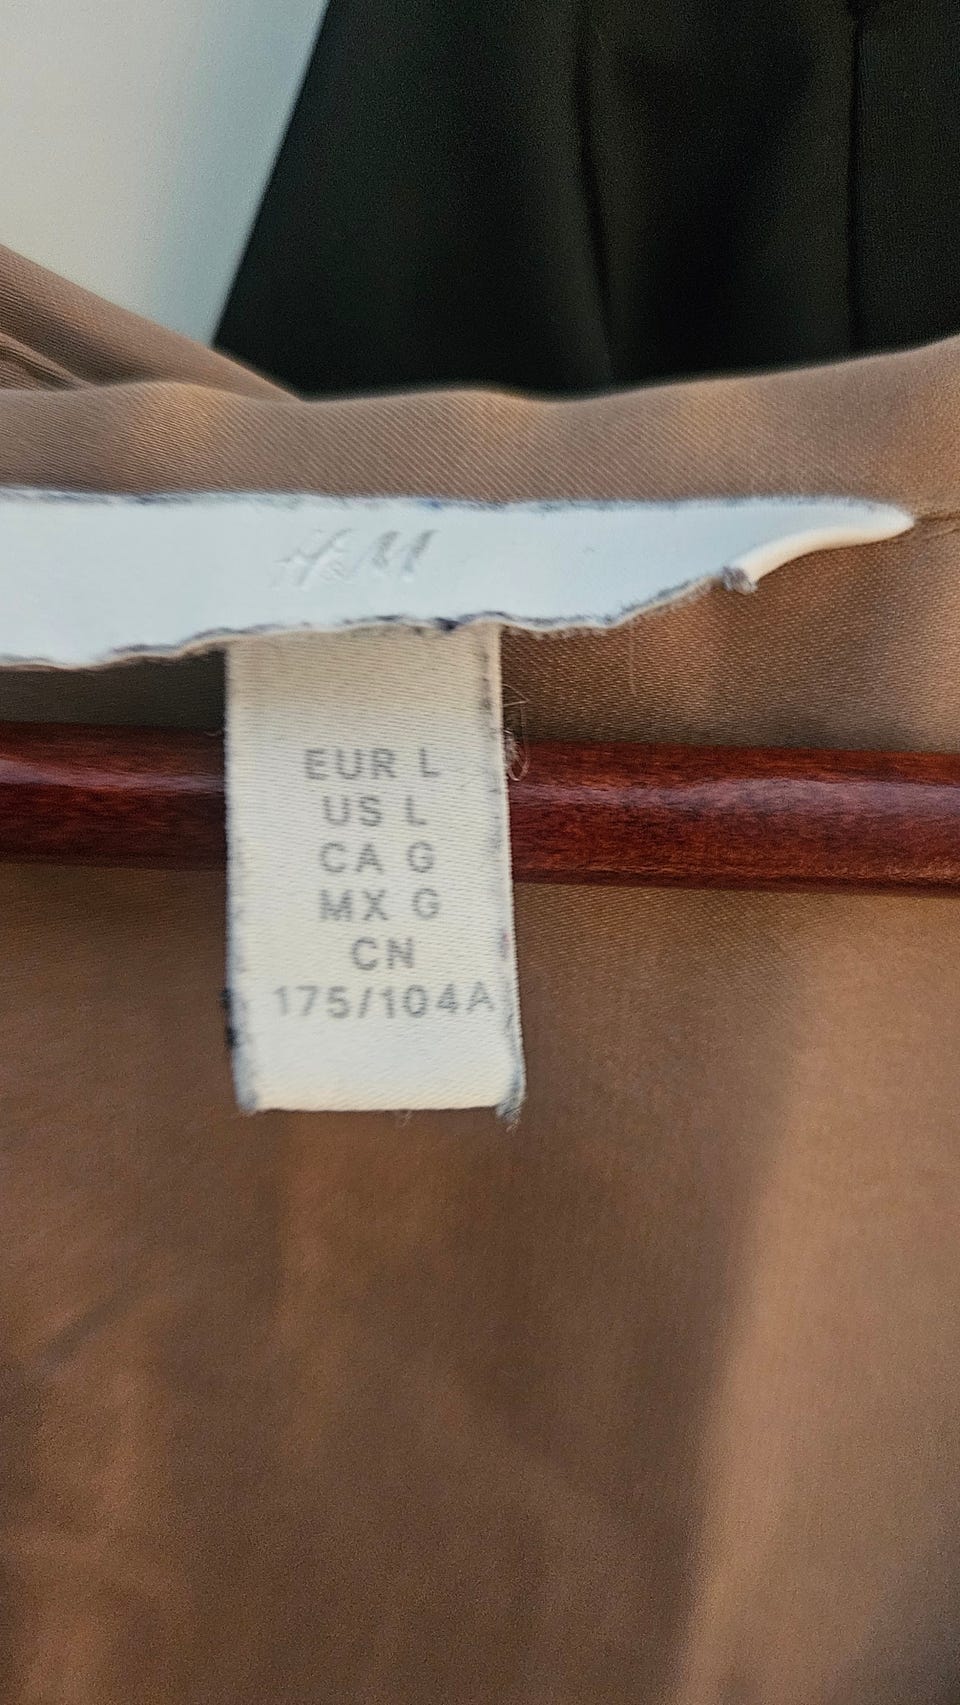 H&M
EUR L
US L
CA G
MX G
CN
175/104A